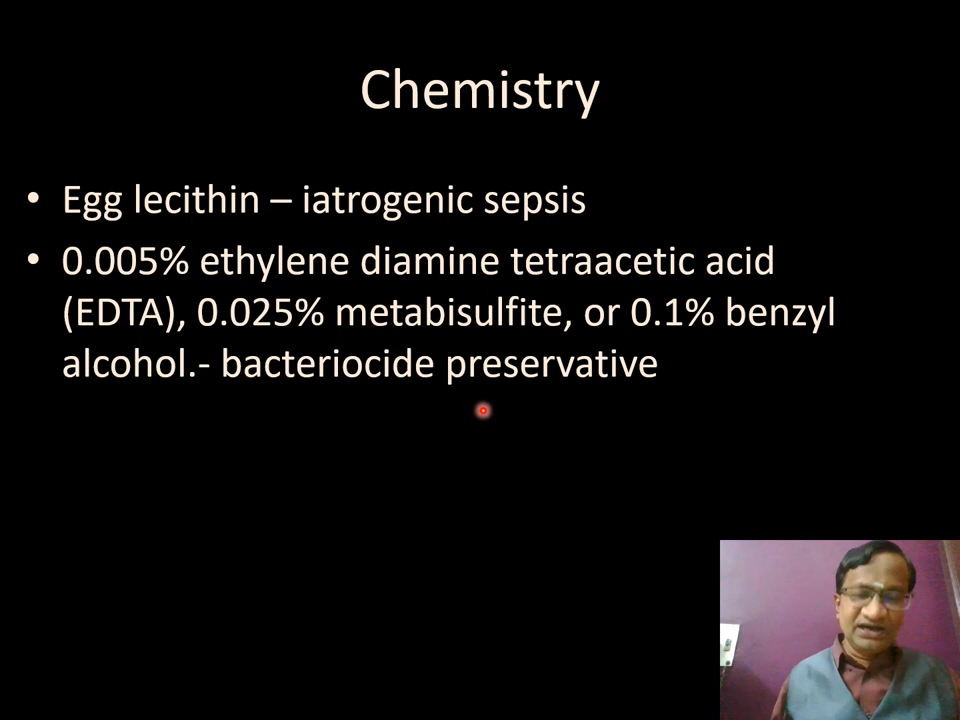 Chemistry
• Egg lecithin – iatrogenic sepsis
• 0.005% ethylene diamine tetraacetic acid
(EDTA), 0.025% metabisulfite, or 0.1% benzyl
alcohol.- bacteriocide preservative